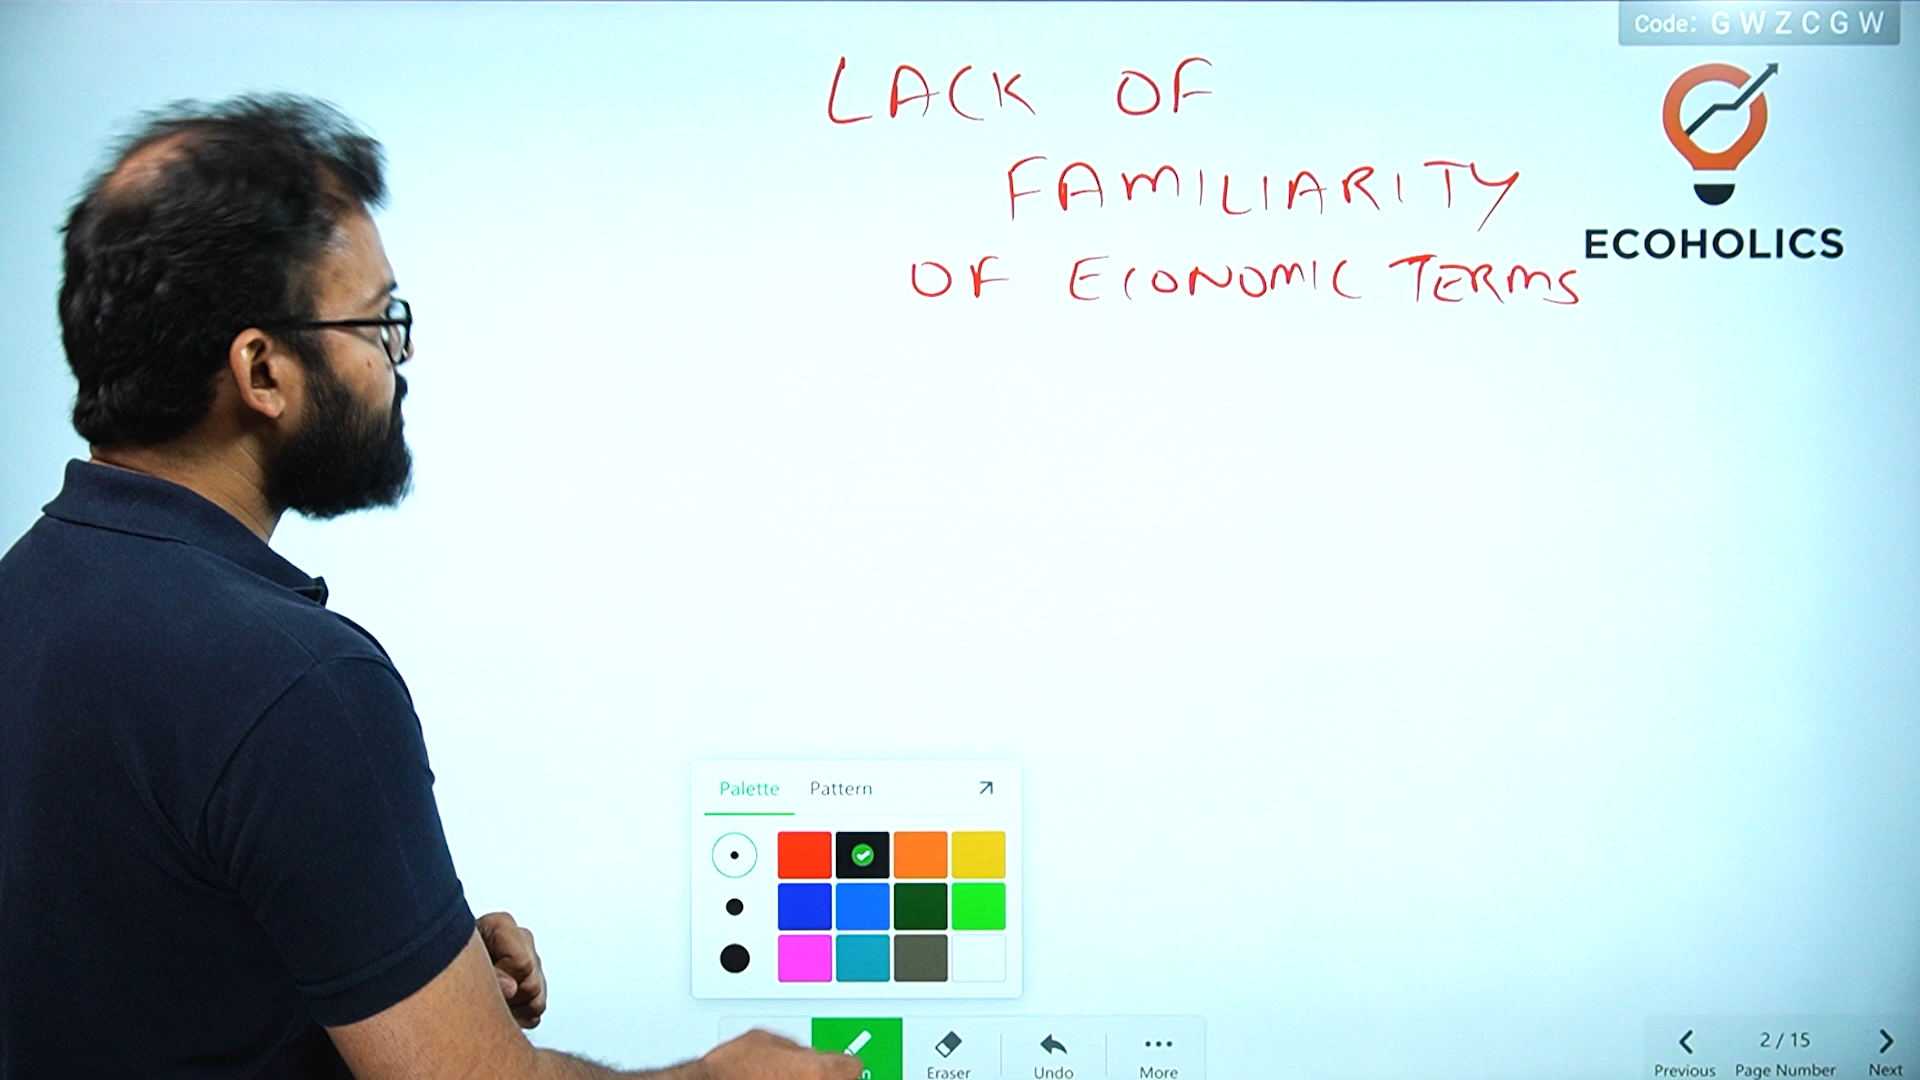 Code: G W Z C G W
LACK OF
FAMILIARITY
OF ECONOMIC TERMS
ECOHOLICS
Palette Pattern
Eraser Undo More
2 / 15
Previous Page Number Next